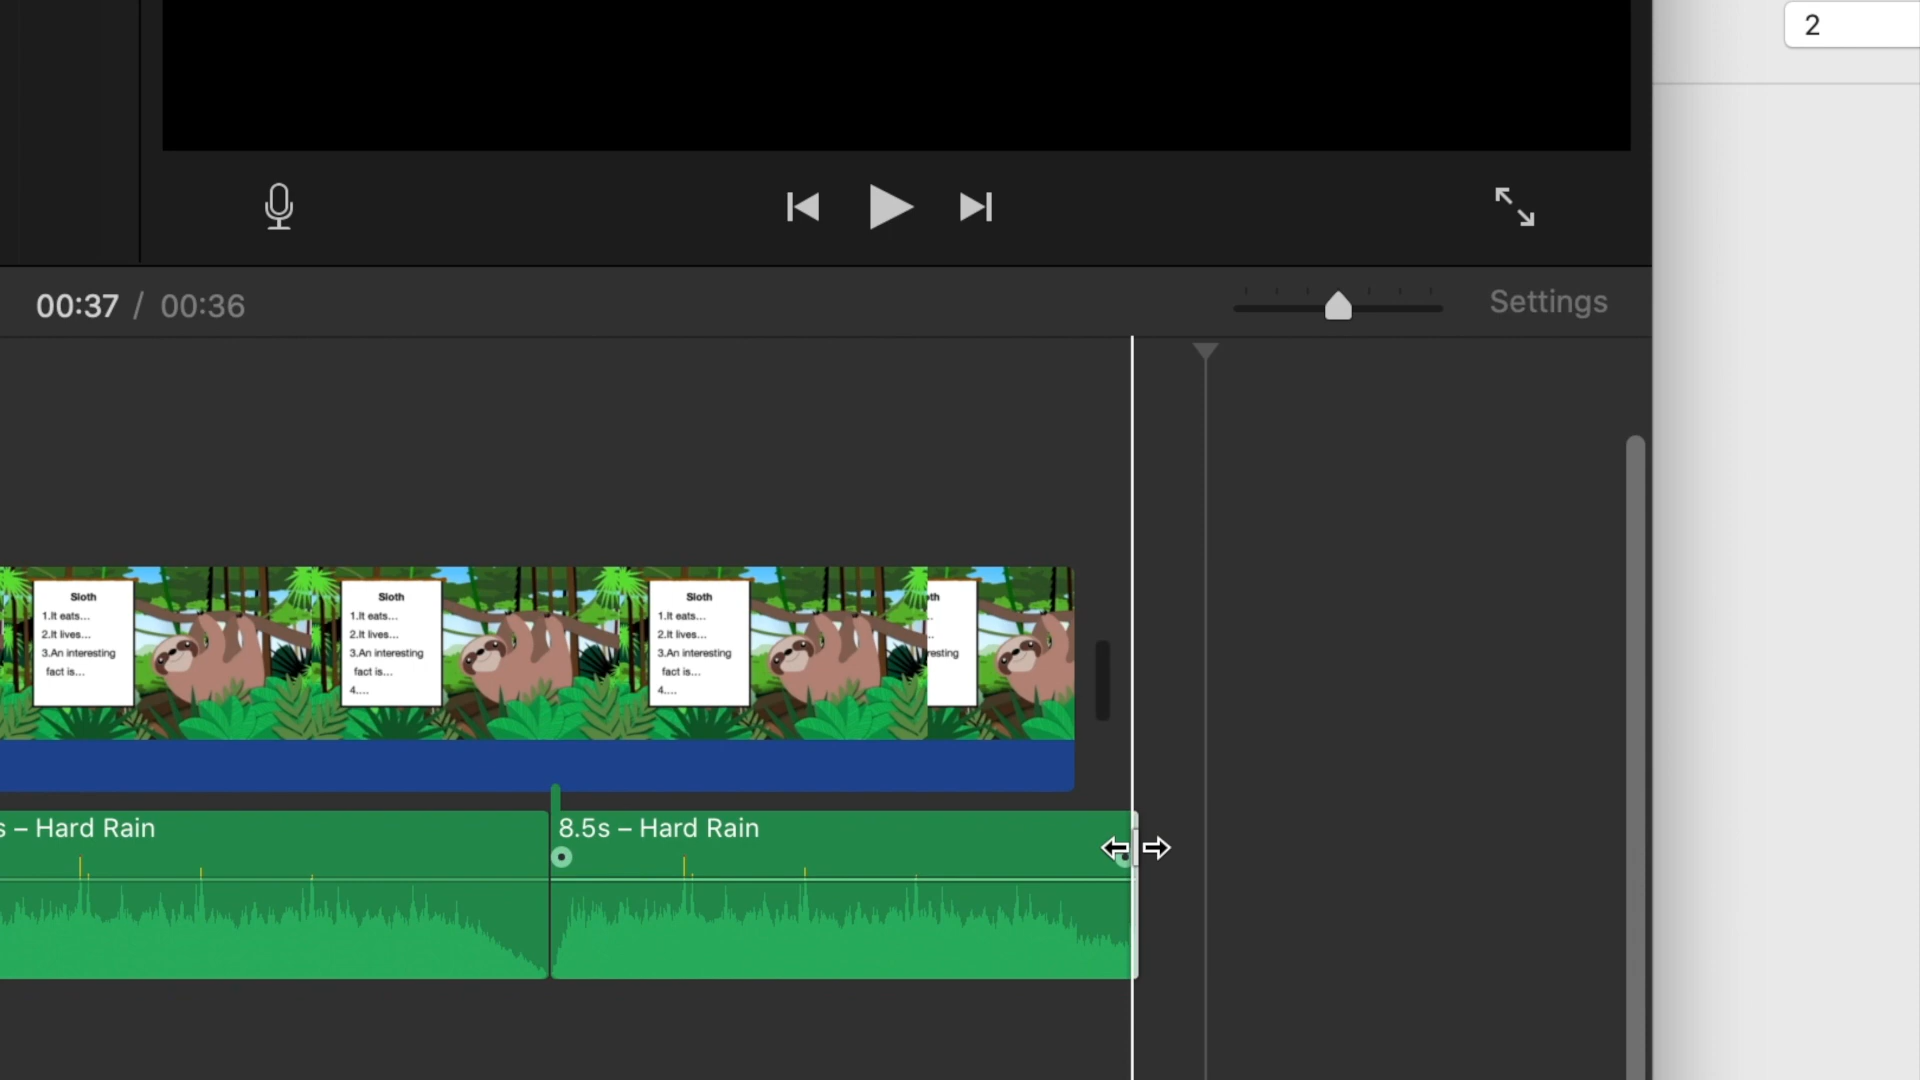 2
00:37 / 00:36
Settings
Sloth
1.It eats...
2.It lives...
3.An interesting
fact is...
Sloth
1.It eats...
2.It lives...
3.An interesting
fact is...
4....
Sloth
1.It eats...
2.It lives...
3.An interesting
fact is...
4....
th
...
resting
s – Hard Rain
8.5s – Hard Rain